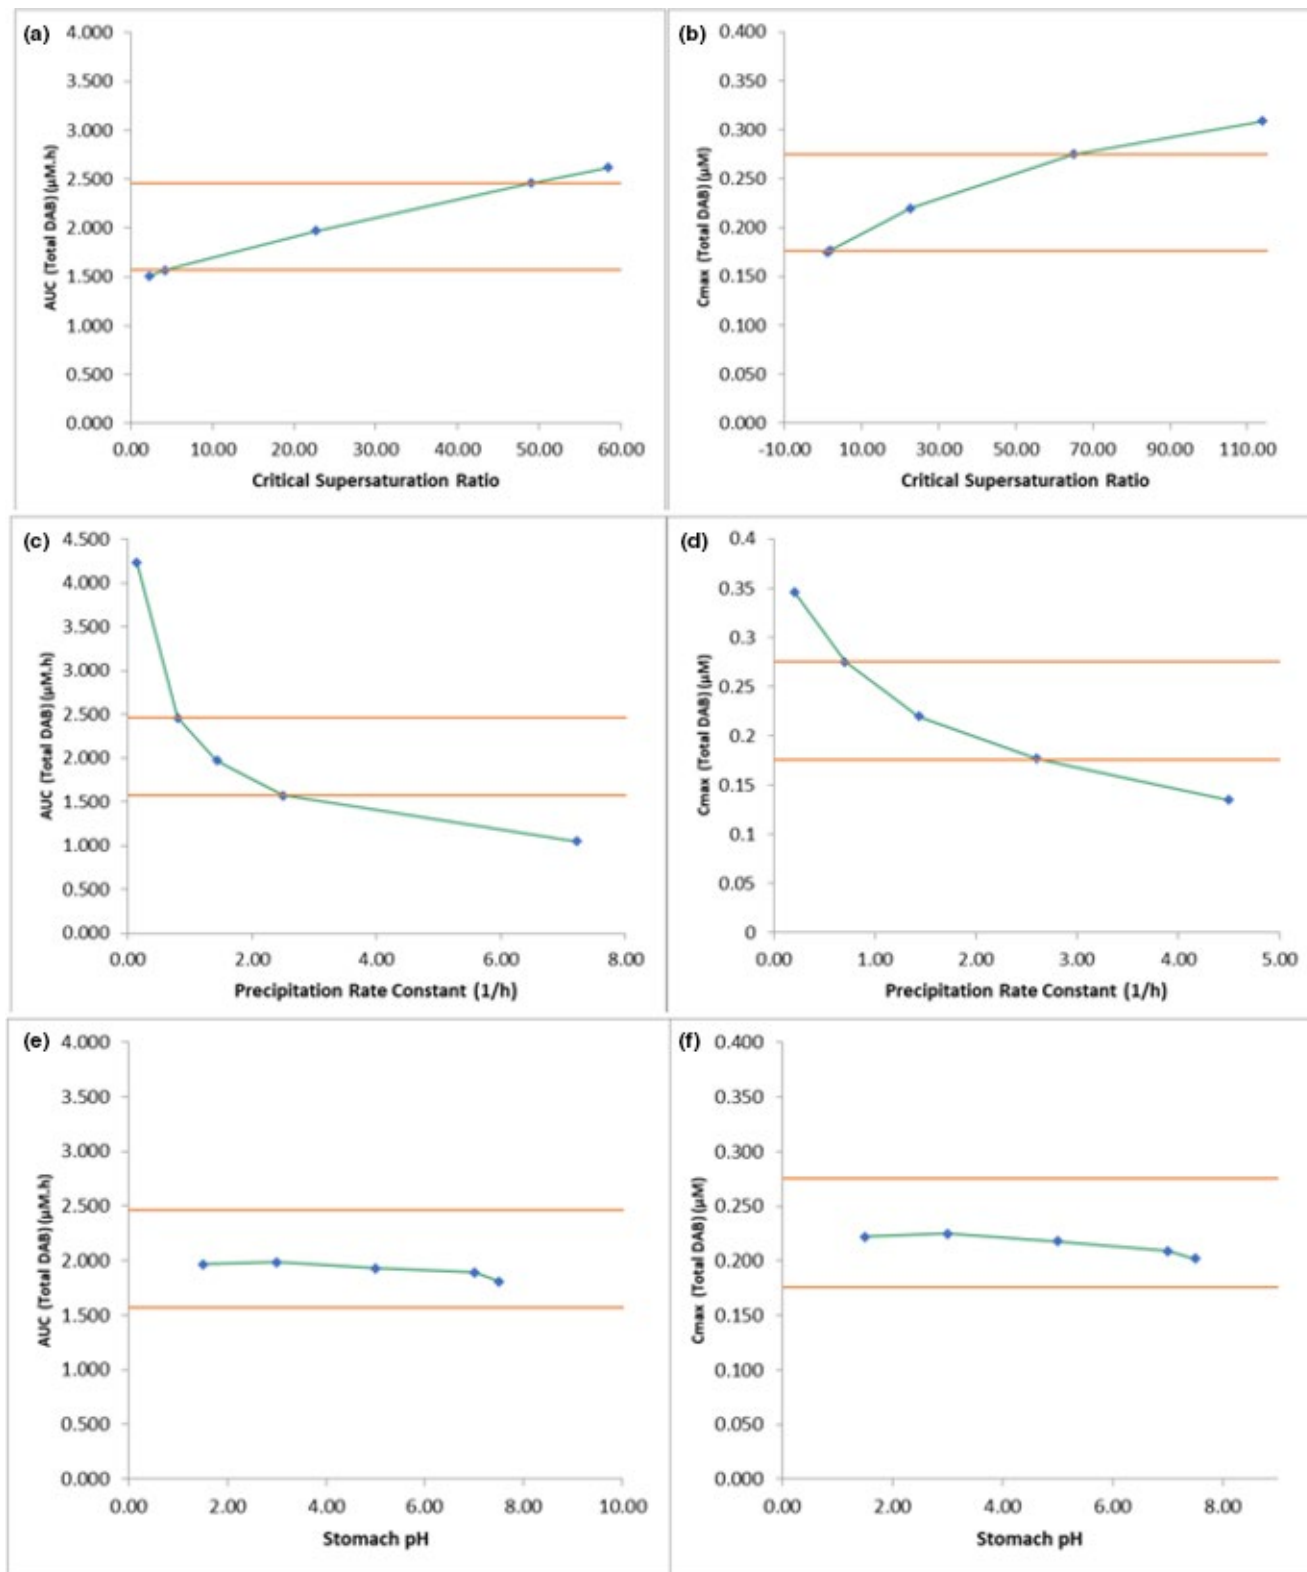 (a)
4.000
3.500
3.000
2.500
2.000
1.500
1.000
0.500
0.000
AUC (Total DAB) (µM.h)
0.00 10.00 20.00 30.00 40.00 50.00 60.00
Critical Supersaturation Ratio
(b)
0.400
0.350
0.300
0.250
0.200
0.150
0.100
0.050
0.000
Cmax (Total DAB) (µM)
-10.00 10.00 30.00 50.00 70.00 90.00 110.00
Critical Supersaturation Ratio
(c)
4.500
4.000
3.500
3.000
2.500
2.000
1.500
1.000
0.500
0.000
AUC (Total DAB) (µM.h)
0.00 2.00 4.00 6.00 8.00
Precipitation Rate Constant (1/h)
(d)
0.4
0.35
0.3
0.25
0.2
0.15
0.1
0.05
0
Cmax (Total DAB) (µM)
0.00 1.00 2.00 3.00 4.00 5.00
Precipitation Rate Constant (1/h)
(e)
4.000
3.500
3.000
2.500
2.000
1.500
1.000
0.500
0.000
AUC (Total DAB) (µM.h)
0.00 2.00 4.00 6.00 8.00 10.00
Stomach pH
(f)
0.400
0.350
0.300
0.250
0.200
0.150
0.100
0.050
0.000
Cmax (Total DAB) (µM)
0.00 2.00 4.00 6.00 8.00
Stomach pH